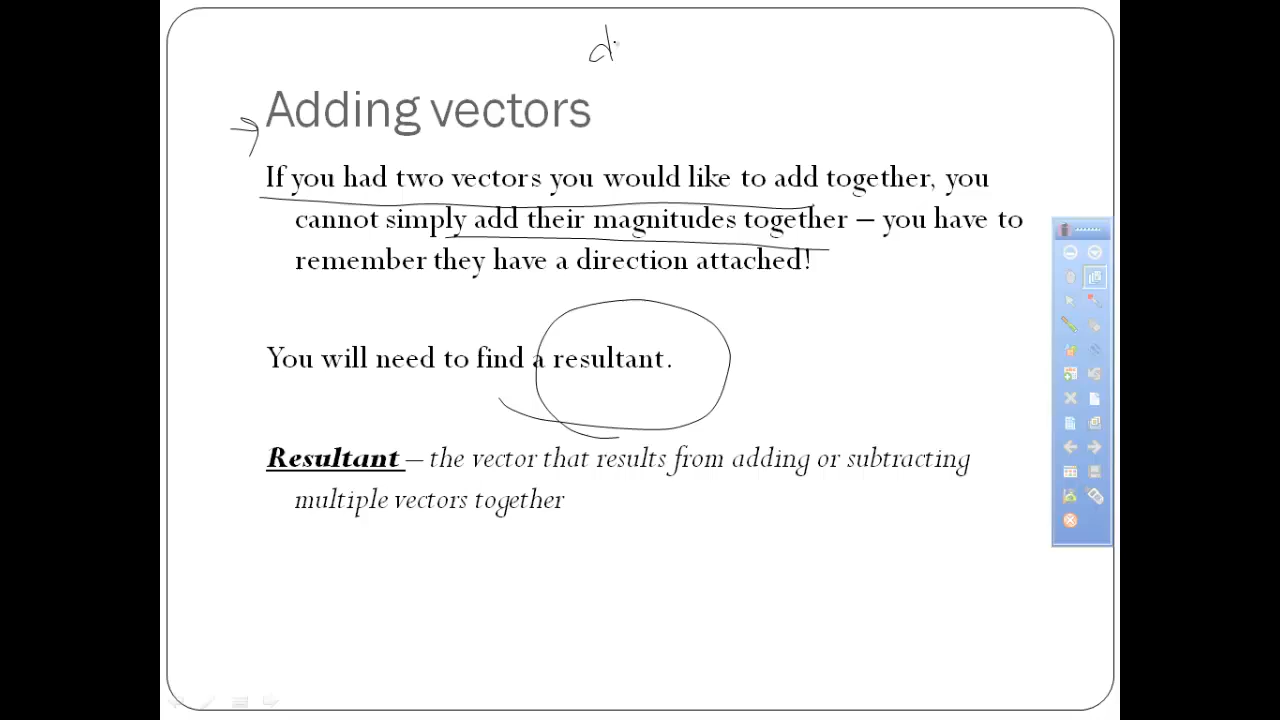 d
Adding vectors
If you had two vectors you would like to add together, you
cannot simply add their magnitudes together – you have to
remember they have a direction attached!
You will need to find a resultant.
Resultant – the vector that results from adding or subtracting
multiple vectors together